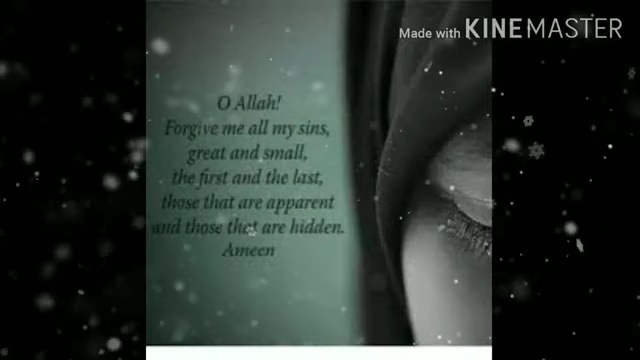 Made with KINEMASTER
O Allah!
Forgive me all my sins,
great and small,
the first and the last,
those that are apparent
and those that are hidden.
Ameen